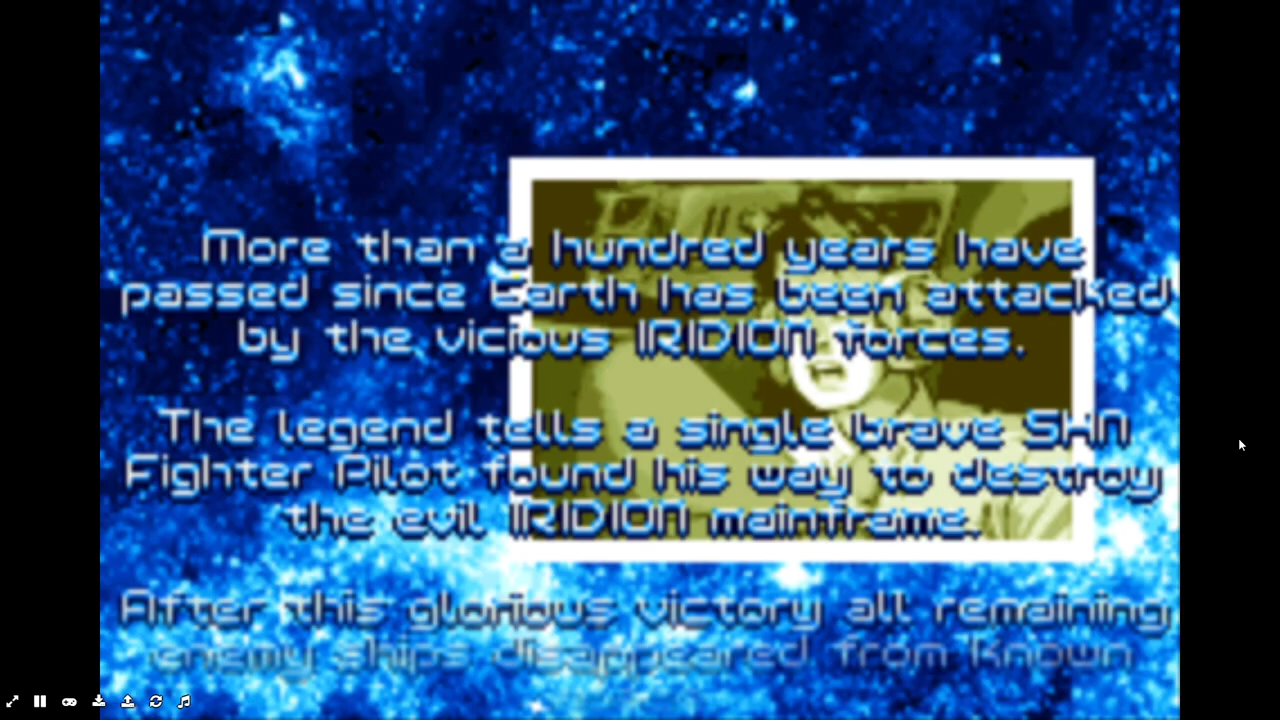 More than a hundred years have
passed since Earth has been attacked
by the vicious IRIDION forces.
The legend tells a single brave SHN
Fighter Pilot found his way to destroy
the evil IRIDION mainframe.
After this glorious victory all remaining
enemy ships disappeared from known